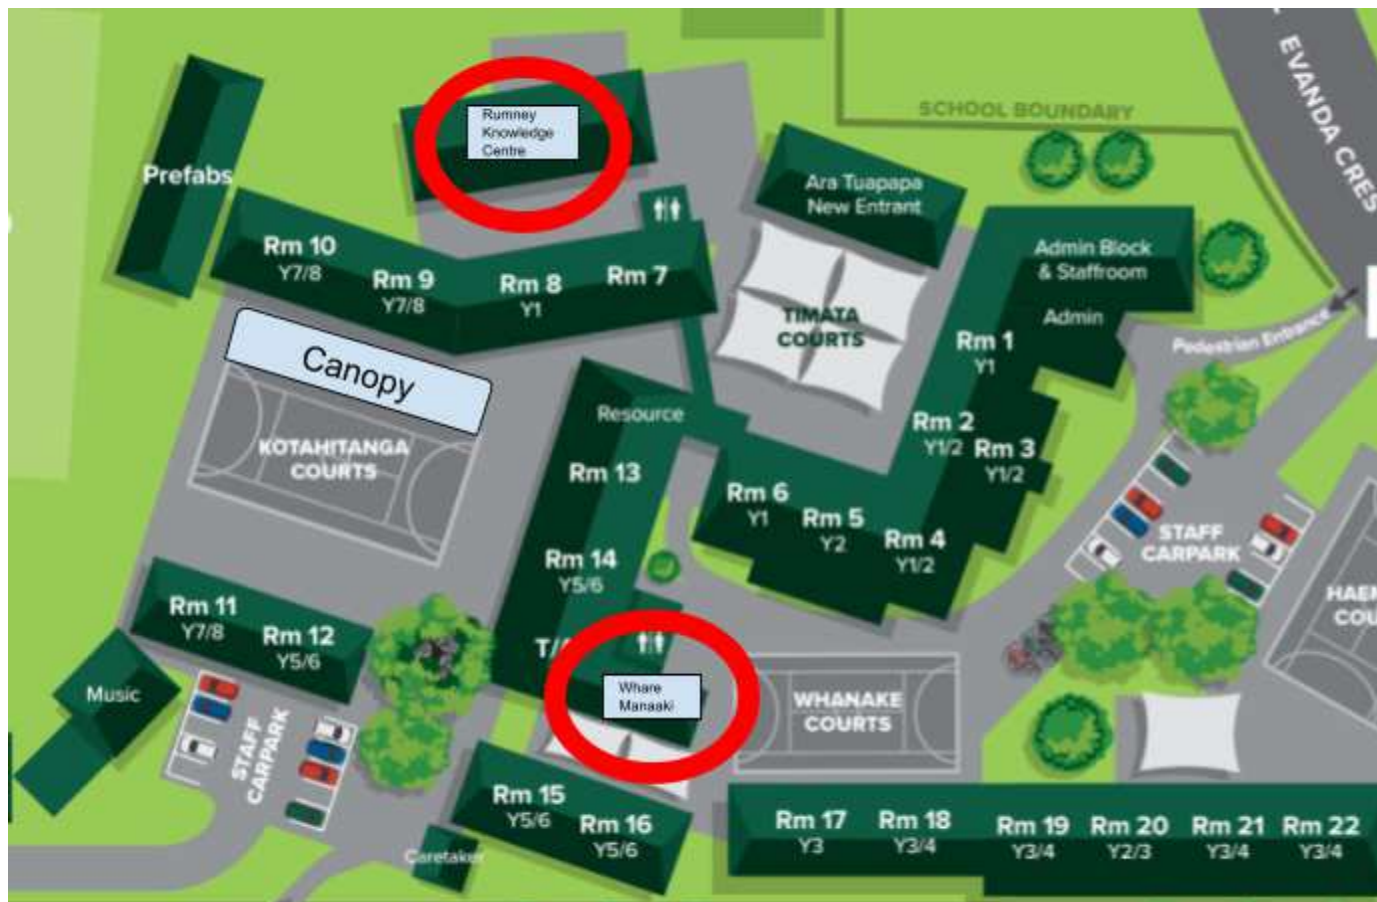 EVANDA CRES
SCHOOL BOUNDARY
Rumney
Knowledge
Centre
Prefabs
Ara Tuapapa
New Entrant
Rm 10
Y7/8
Rm 9
Y7/8
Rm 8
Y1
Rm 7
Admin Block
& Staffroom
Admin
TIMATA
COURTS
Pedestrian Entrance
Rm 1
Y1
Canopy
Resource
Rm 2
Y1/2
Rm 3
Y1/2
KOTAHITANGA
COURTS
Rm 13
Rm 6
Y1
Rm 5
Y2
Rm 4
Y1/2
STAFF
CARPARK
Rm 14
Y5/6
Rm 11
Y7/8
Rm 12
Y5/6
Music
Whare
Manaaki
WHANAKE
COURTS
STAFF
CARPARK
Rm 15
Y5/6
Rm 16
Y5/6
Caretaker
Rm 17
Y3
Rm 18
Y3/4
Rm 19
Y3/4
Rm 20
Y2/3
Rm 21
Y3/4
Rm 22
Y3/4